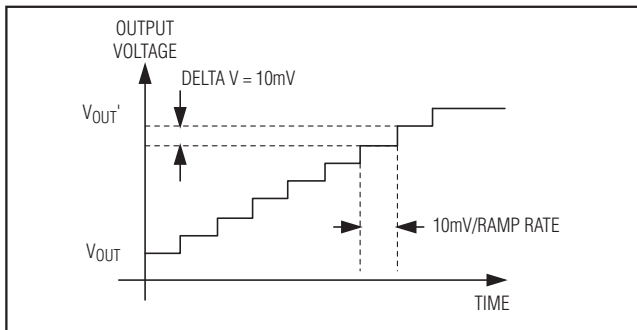 OUTPUT
VOLTAGE
DELTA V = 10mV
VOUT'
10mV/RAMP RATE
VOUT
TIME